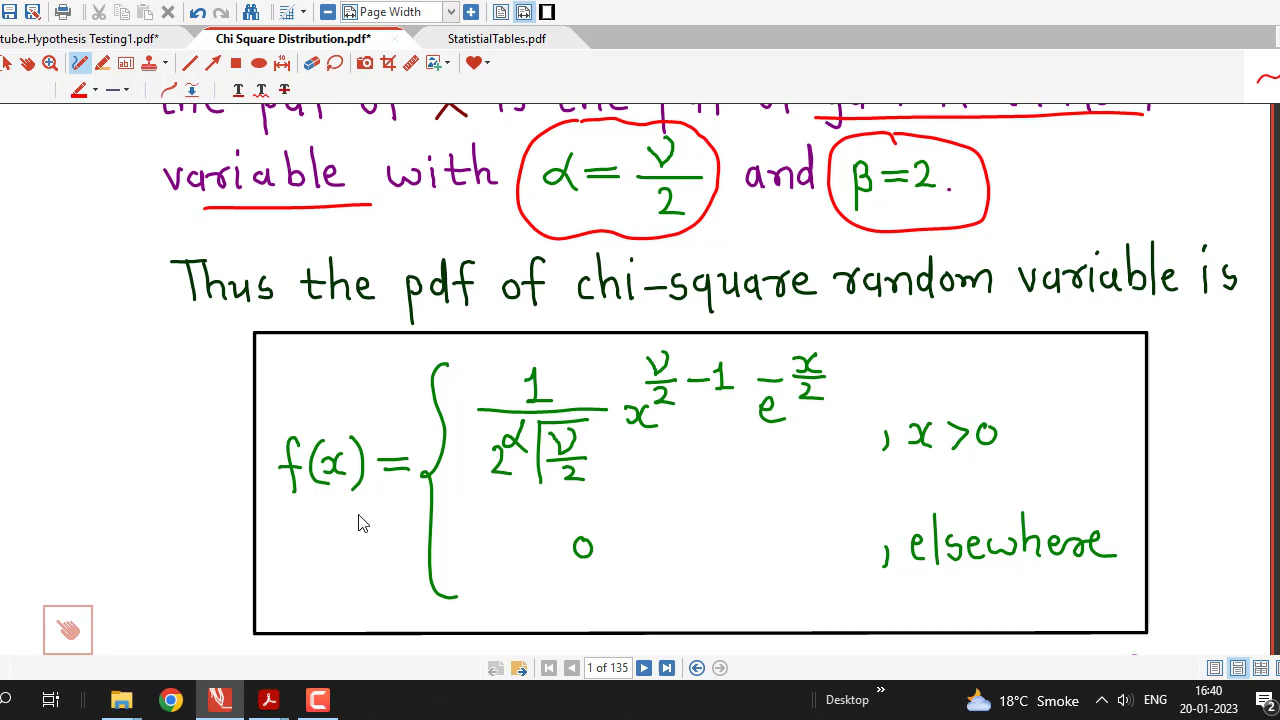 Page Width
tube.Hypothesis Testing1.pdf*
Chi Square Distribution.pdf*
StatistialTables.pdf
variable with α = ν/2 and β = 2.
Thus the pdf of chi-square random variable is
f(x) = { 1/(2^α Γ(ν/2)) x^(ν/2 − 1) e^(−x/2) , x > 0
0 , elsewhere
1 of 135
Desktop
»
18°C Smoke
ENG
16:40
20-01-2023
2